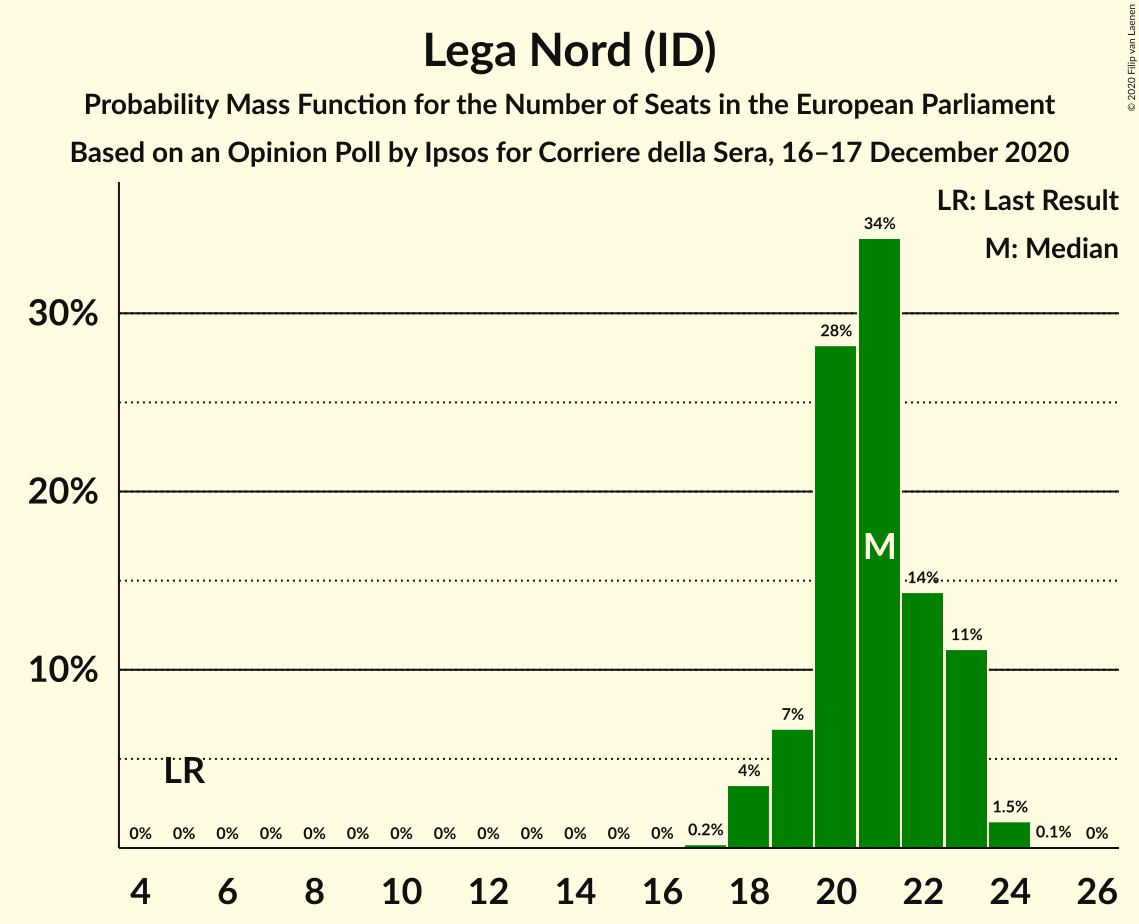 Lega Nord (ID)
Probability Mass Function for the Number of Seats in the European Parliament
Based on an Opinion Poll by Ipsos for Corriere della Sera, 16–17 December 2020
© 2020 Filip van Laenen
LR: Last Result
M: Median
30%
20%
10%
LR
M
0% 0% 0% 0% 0% 0% 0% 0% 0% 0% 0% 0% 0% 0.2% 4% 7% 28% 34% 14% 11% 1.5% 0.1% 0%
4 6 8 10 12 14 16 18 20 22 24 26